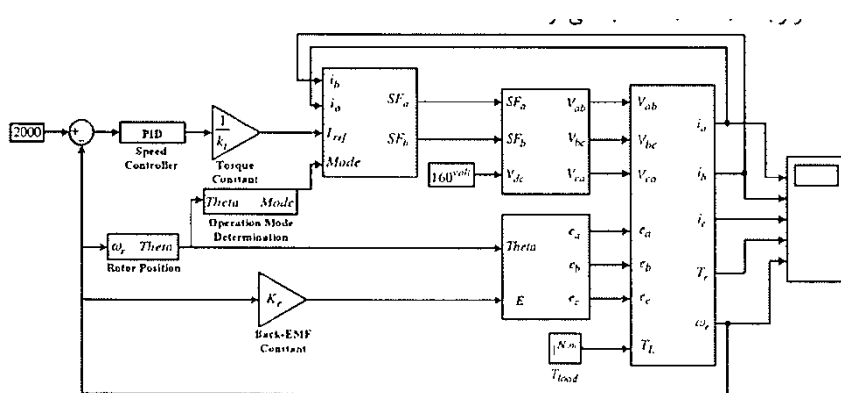 i_b
i_a
I_ref
Mode
SF_a
SF_b
SF_a
SF_b
V_dc
V_ab
V_bc
V_ca
V_ab
V_bc
V_ca
e_a
e_b
e_c
T_L
i_a
i_b
i_c
T_e
ω_r
2000
+
-
PID
Speed
Controller
1
k_t
Torque
Constant
160^volt
Theta Mode
Operation Mode
Determination
ω_r Theta
Rotor Position
Theta
E
e_a
e_b
e_c
K_e
Back-EMF
Constant
1^N.m
T_load